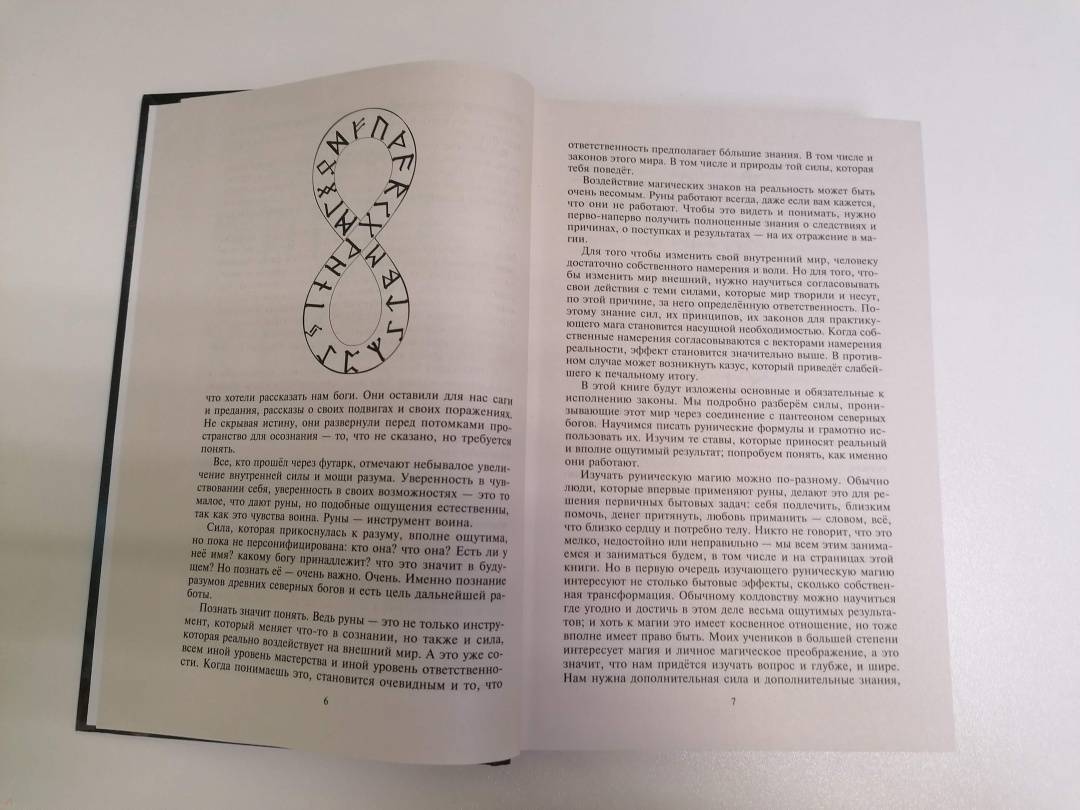 что хотели рассказать нам боги. Они оставили для нас саги
и предания, рассказы о своих подвигах и своих поражениях.
Не скрывая истину, они развернули перед потомками про-
странство для осознания — то, что не сказано, но требуется
понять.
Все, кто прошёл через футарк, отмечают небывалое увели-
чение внутренней силы и мощи разума. Уверенность в чув-
ствовании себя, уверенность в своих возможностях — это то
малое, что дают руны, но подобные ощущения естественны,
так как это чувства воина. Руны — инструмент воина.
Сила, которая прикоснулась к разуму, вполне ощутима,
но пока не персонифицирована: кто она? что она? Есть ли у
неё имя? какому богу принадлежит? что это значит в буду-
щем? Но познать её — очень важно. Очень. Именно познание
разумов древних северных богов и есть цель дальнейшей ра-
боты.
Познать значит понять. Ведь руны — это не только инстру-
мент, который меняет что-то в сознании, но также и сила,
которая реально воздействует на внешний мир. А это уже со-
всем иной уровень мастерства и иной уровень ответственно-
сти. Когда понимаешь это, становится очевидным и то, что
6
ответственность предполагает бо́льшие знания. В том числе и
законов этого мира. В том числе и природы той силы, которая
тебя поведёт.
Воздействие магических знаков на реальность может быть
очень весомым. Руны работают всегда, даже если вам кажется,
что они не работают. Чтобы это видеть и понимать, нужно
перво-наперво получить полноценные знания о следствиях и
причинах, о поступках и результатах — на их отражение в ма-
гии.
Для того чтобы изменить свой внутренний мир, человеку
достаточно собственного намерения и воли. Но для того, что-
бы изменить мир внешний, нужно научиться согласовывать
свои действия с теми силами, которые мир творили и несут,
по этой причине, за него определённую ответственность. По-
этому знание сил, их принципов, их законов для практику-
ющего мага становится насущной необходимостью. Когда соб-
ственные намерения согласовываются с векторами намерения
реальности, эффект становится значительно выше. В против-
ном случае может возникнуть казус, который приведёт слабей-
шего к печальному итогу.
В этой книге будут изложены основные и обязательные к
исполнению законы. Мы подробно разберём силы, прони-
зывающие этот мир через соединение с пантеоном северных
богов. Научимся писать рунические формулы и грамотно ис-
пользовать их. Изучим те ставы, которые приносят реальный
и вполне ощутимый результат; попробуем понять, как именно
они работают.
Изучать руническую магию можно по-разному. Обычно
люди, которые впервые применяют руны, делают это для ре-
шения первичных бытовых задач: себя подлечить, близким
помочь, денег притянуть, любовь приманить — словом, всё,
что близко сердцу и потребно телу. Никто не говорит, что это
мелко, недостойно или неправильно — мы всем этим занима-
емся и заниматься будем, в том числе и на страницах этой
книги. Но в первую очередь изучающего руническую магию
интересуют не столько бытовые эффекты, сколько собствен-
ная трансформация. Обычному колдовству можно научиться
где угодно и достичь в этом деле весьма ощутимых результа-
тов; и хоть к магии это имеет косвенное отношение, но тоже
вполне имеет право быть. Моих учеников в большей степени
интересует магия и личное магическое преображение, а это
значит, что нам придётся изучать вопрос и глубже, и шире.
Нам нужна дополнительная сила и дополнительные знания,
7